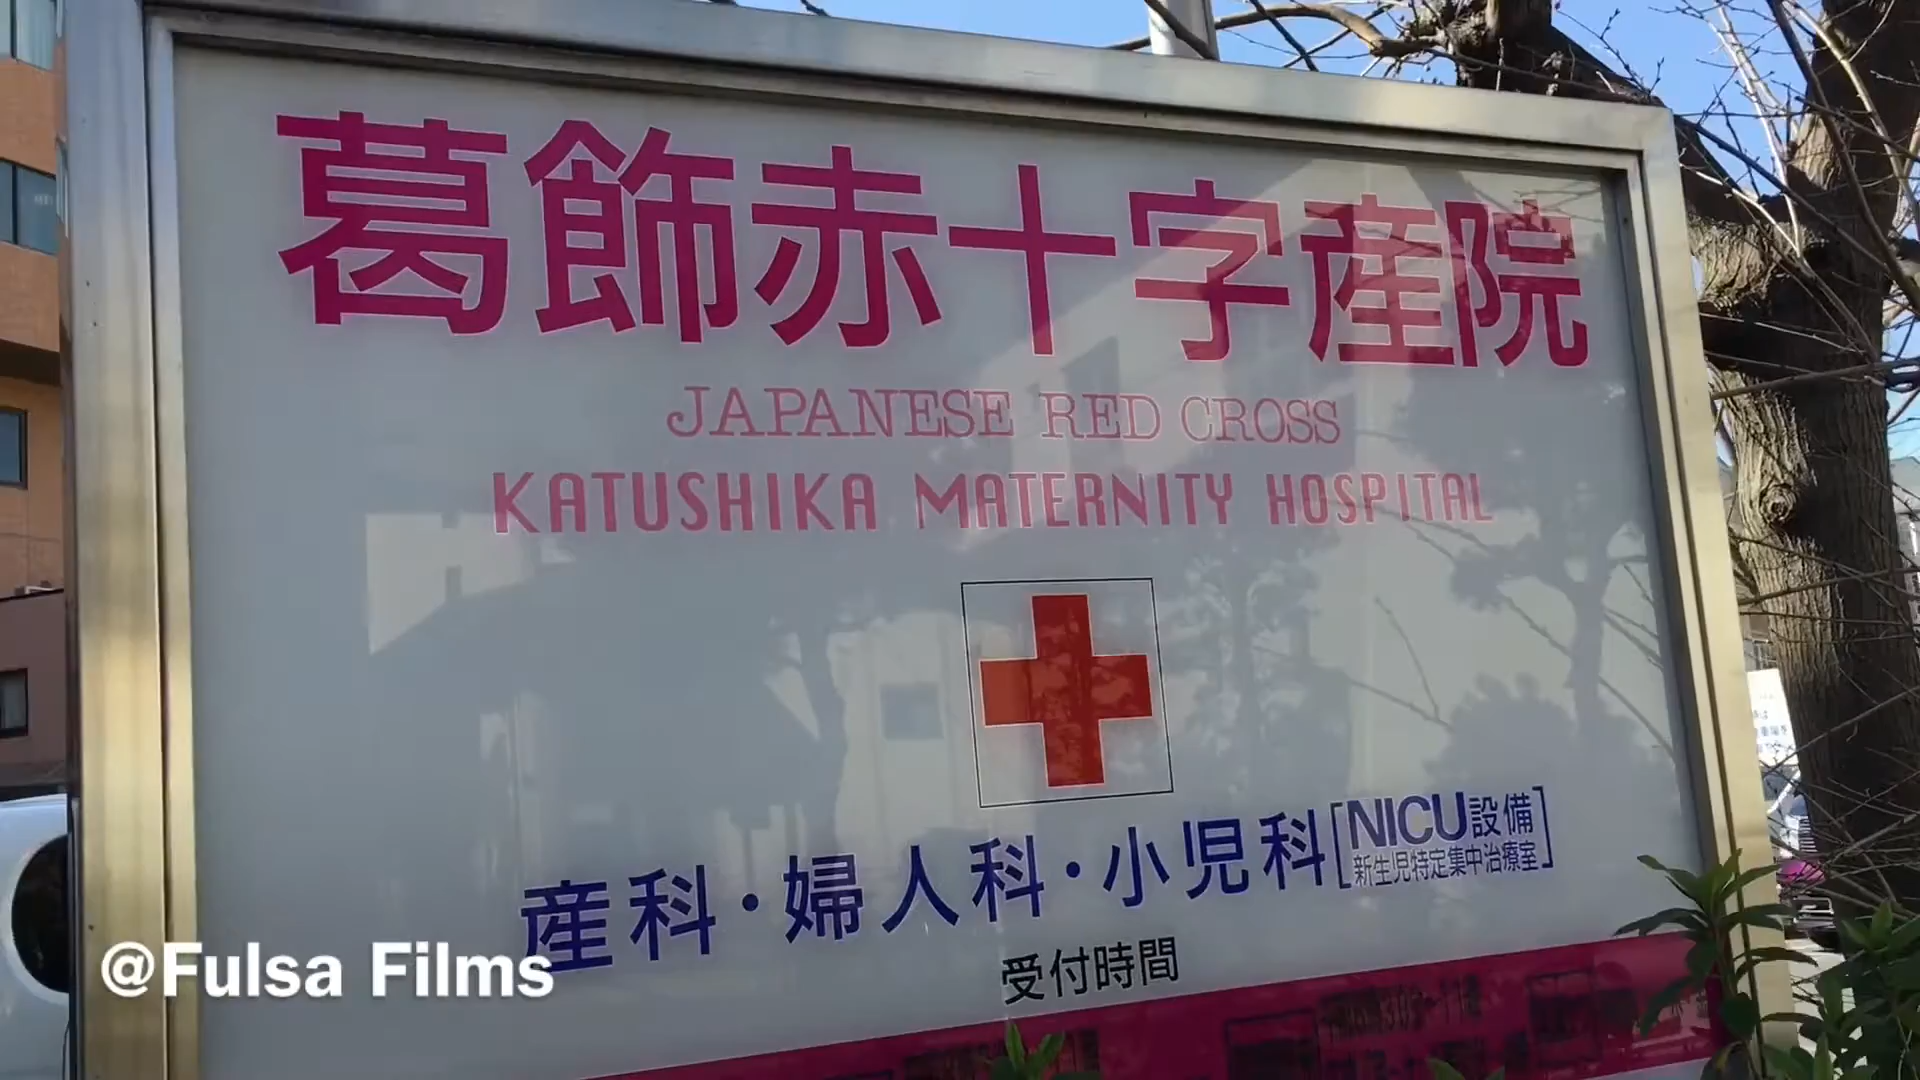 葛飾赤十字産院
JAPANESE RED CROSS
KATUSHIKA MATERNITY HOSPITAL
産科・婦人科・小児科[NICU設備
新生児特定集中治療室]
受付時間
@Fulsa Films